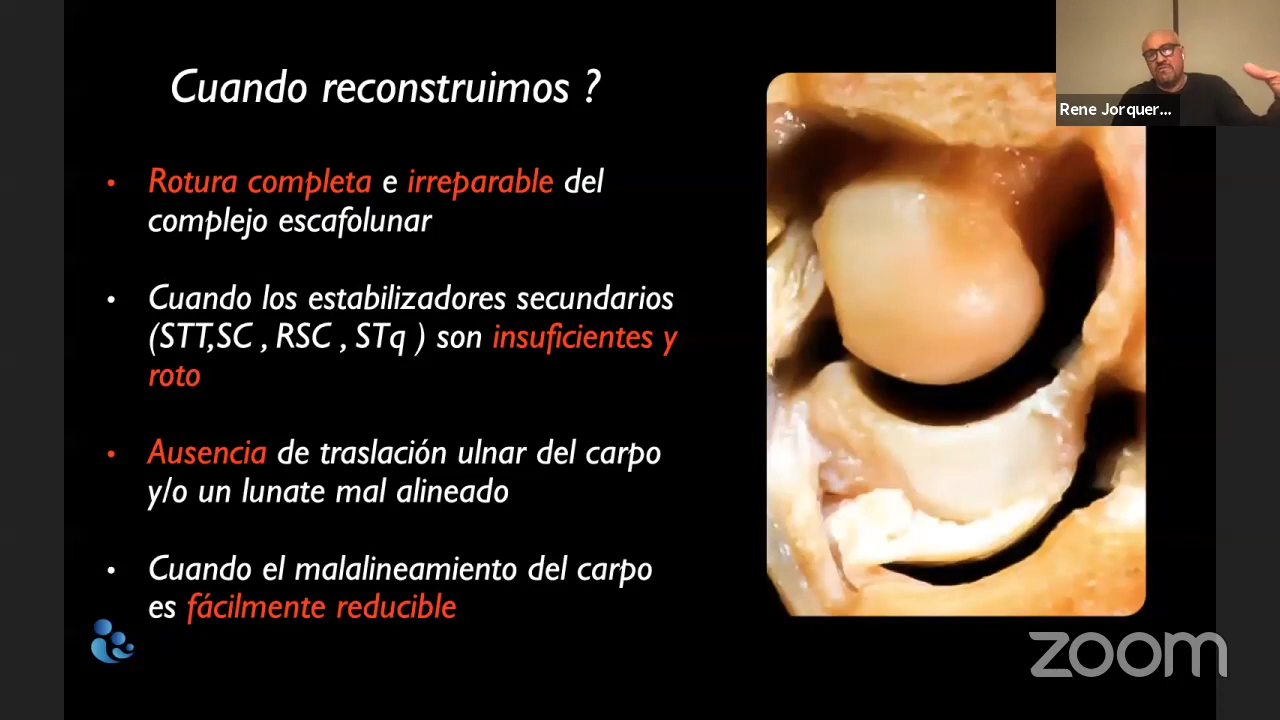 Cuando reconstruimos ?
Rene Jorquer...
• Rotura completa e irreparable del
complejo escafolunar
• Cuando los estabilizadores secundarios
(STT,SC , RSC , STq ) son insuficientes y
roto
• Ausencia de traslación ulnar del carpo
y/o un lunate mal alineado
• Cuando el malalineamiento del carpo
es fácilmente reducible
zoom